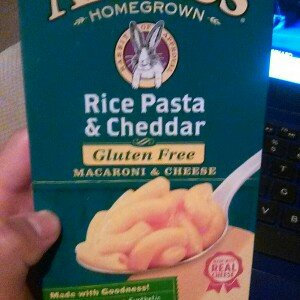 HOMEGROWN
Rice Pasta
& Cheddar
Gluten Free
MACARONI & CHEESE
REAL
CHEESE
Made with Goodness!